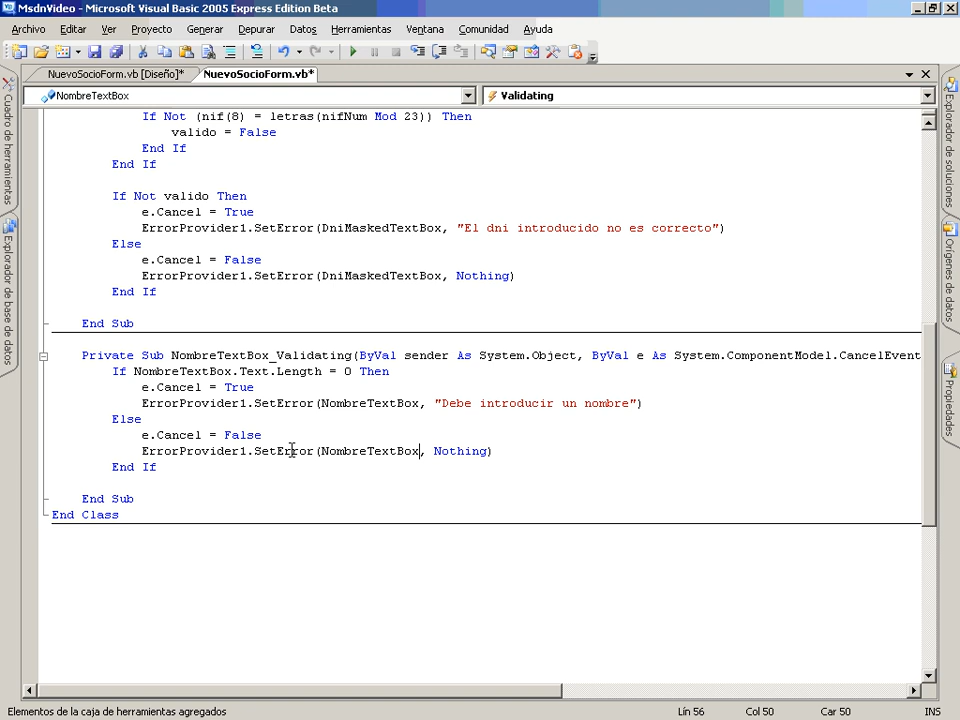 MsdnVideo - Microsoft Visual Basic 2005 Express Edition Beta
Archivo Editar Ver Proyecto Generar Depurar Datos Herramientas Ventana Comunidad Ayuda
NuevoSocioForm.vb [Diseño]* NuevoSocioForm.vb*
NombreTextBox Validating
If Not (nif(8) = letras(nifNum Mod 23)) Then
valido = False
End If
End If
If Not valido Then
e.Cancel = True
ErrorProvider1.SetError(DniMaskedTextBox, "El dni introducido no es correcto")
Else
e.Cancel = False
ErrorProvider1.SetError(DniMaskedTextBox, Nothing)
End If
End Sub
Private Sub NombreTextBox_Validating(ByVal sender As System.Object, ByVal e As System.ComponentModel.CancelEvent
If NombreTextBox.Text.Length = 0 Then
e.Cancel = True
ErrorProvider1.SetError(NombreTextBox, "Debe introducir un nombre")
Else
e.Cancel = False
ErrorProvider1.SetError(NombreTextBox, Nothing)
End If
End Sub
End Class
Cuadro de herramientas
Explorador de base de datos
Explorador de soluciones
Orígenes de datos
Propiedades
Elementos de la caja de herramientas agregados Lín 56 Col 50 Car 50 INS